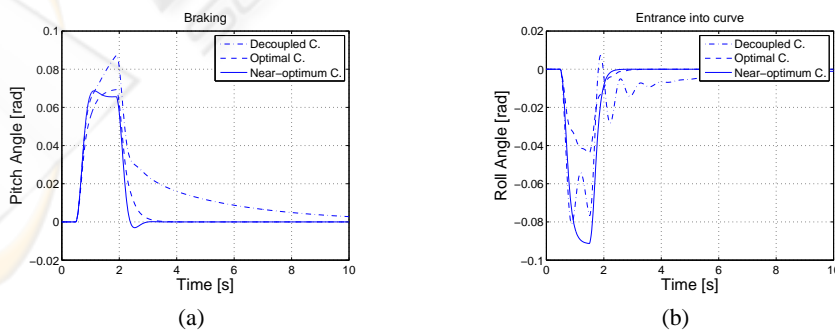 Braking
0.1
0.08
0.06
0.04
0.02
0
−0.02
Pitch Angle [rad]
Decoupled C.
Optimal C.
Near−optimum C.
0 2 4 6 8 10
Time [s]
(a)
Entrance into curve
0.02
0
−0.02
−0.04
−0.06
−0.08
−0.1
Roll Angle [rad]
Decoupled C.
Optimal C.
Near−optimum C.
0 2 4 6 8 10
Time [s]
(b)